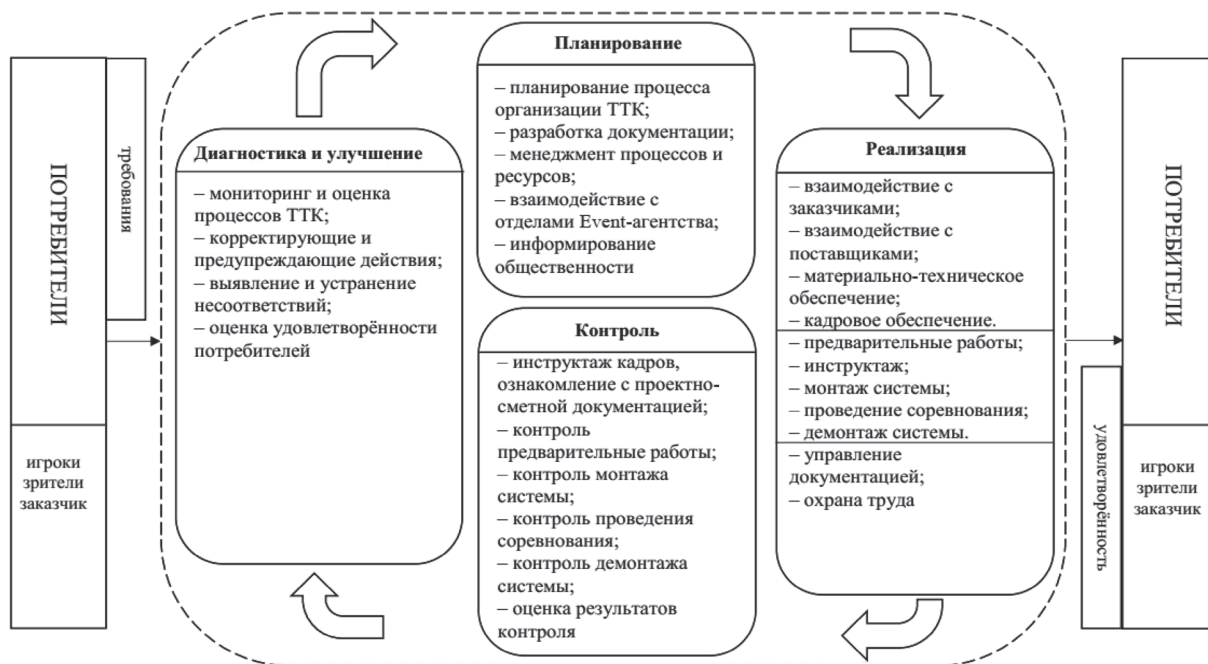 ПОТРЕБИТЕЛИ
требования
игроки
зрители
заказчик
Диагностика и улучшение
– мониторинг и оценка
процессов ТТК;
– корректирующие и
предупреждающие действия;
– выявление и устранение
несоответствий;
– оценка удовлетворённости
потребителей
Планирование
– планирование процесса
организации ТТК;
– разработка документации;
– менеджмент процессов и
ресурсов;
– взаимодействие с
отделами Event-агентства;
– информирование
общественности
Контроль
– инструктаж кадров,
ознакомление с проектно-
сметной документацией;
– контроль
предварительные работы;
– контроль монтажа
системы;
– контроль проведения
соревнования;
– контроль демонтажа
системы;
– оценка результатов
контроля
Реализация
– взаимодействие с
заказчиками;
– взаимодействие с
поставщиками;
– материально-техническое
обеспечение;
– кадровое обеспечение.
– предварительные работы;
– инструктаж;
– монтаж системы;
– проведение соревнования;
– демонтаж системы.
– управление
документацией;
– охрана труда
ПОТРЕБИТЕЛИ
удовлетворённость
игроки
зрители
заказчик